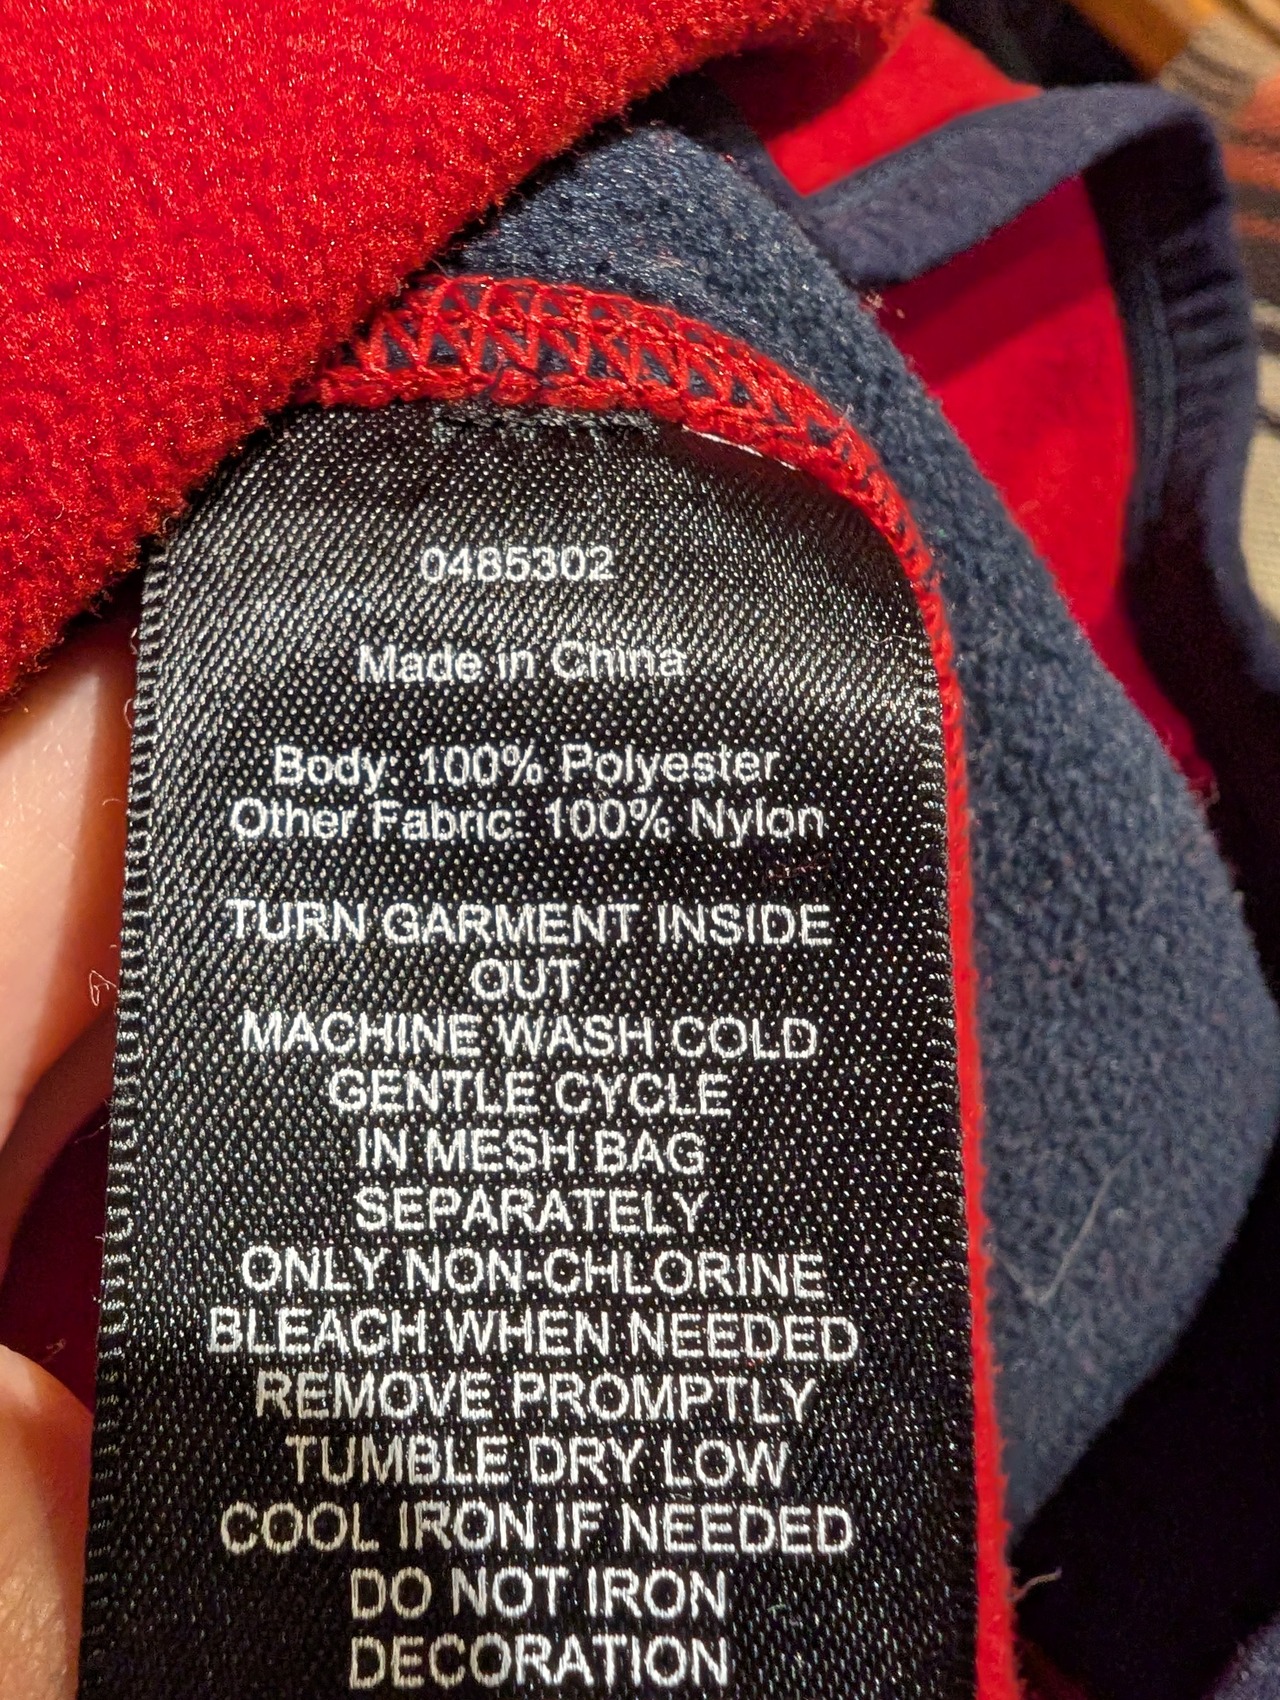 0485302
Made in China
Body: 100% Polyester
Other Fabric: 100% Nylon
TURN GARMENT INSIDE
OUT
MACHINE WASH COLD
GENTLE CYCLE
IN MESH BAG
SEPARATELY
ONLY NON-CHLORINE
BLEACH WHEN NEEDED
REMOVE PROMPTLY
TUMBLE DRY LOW
COOL IRON IF NEEDED
DO NOT IRON
DECORATION